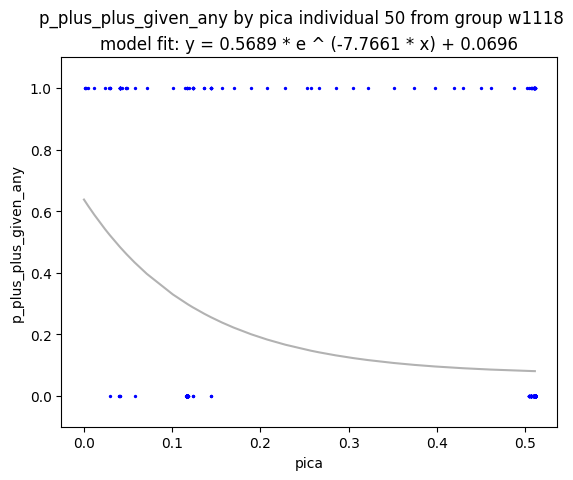 p_plus_plus_given_any by pica individual 50 from group w1118
model fit: y = 0.5689 * e ^ (-7.7661 * x) + 0.0696
p_plus_plus_given_any
1.0
0.8
0.6
0.4
0.2
0.0
0.0 0.1 0.2 0.3 0.4 0.5
pica